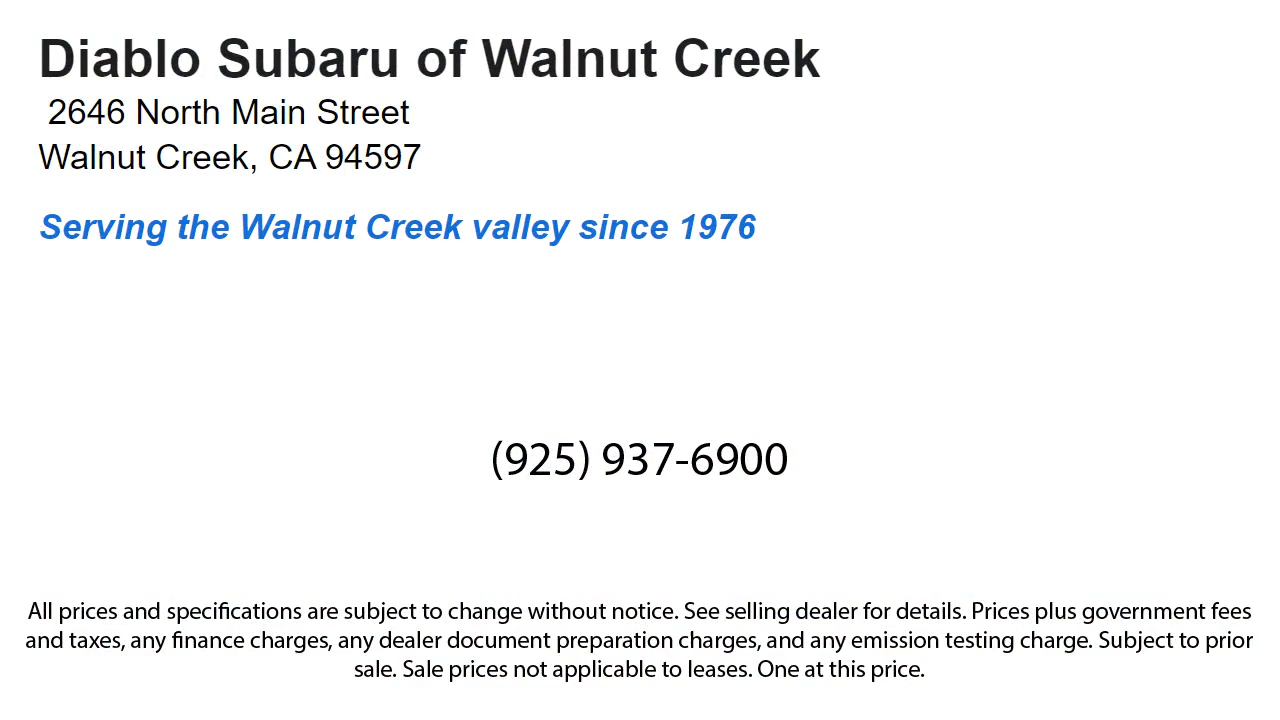 Diablo Subaru of Walnut Creek
2646 North Main Street
Walnut Creek, CA 94597
Serving the Walnut Creek valley since 1976
(925) 937-6900
All prices and specifications are subject to change without notice. See selling dealer for details. Prices plus government fees
and taxes, any finance charges, any dealer document preparation charges, and any emission testing charge. Subject to prior
sale. Sale prices not applicable to leases. One at this price.